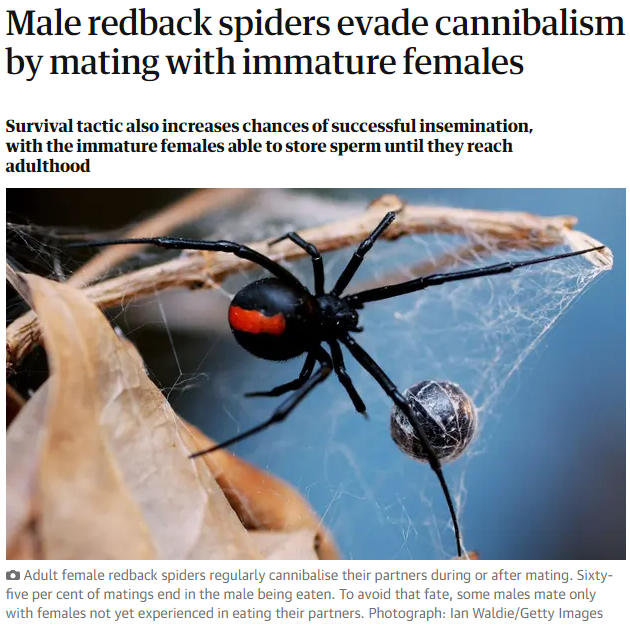 Male redback spiders evade cannibalism
by mating with immature females
Survival tactic also increases chances of successful insemination,
with the immature females able to store sperm until they reach
adulthood
Adult female redback spiders regularly cannibalise their partners during or after mating. Sixty-
five per cent of matings end in the male being eaten. To avoid that fate, some males mate only
with females not yet experienced in eating their partners. Photograph: Ian Waldie/Getty Images